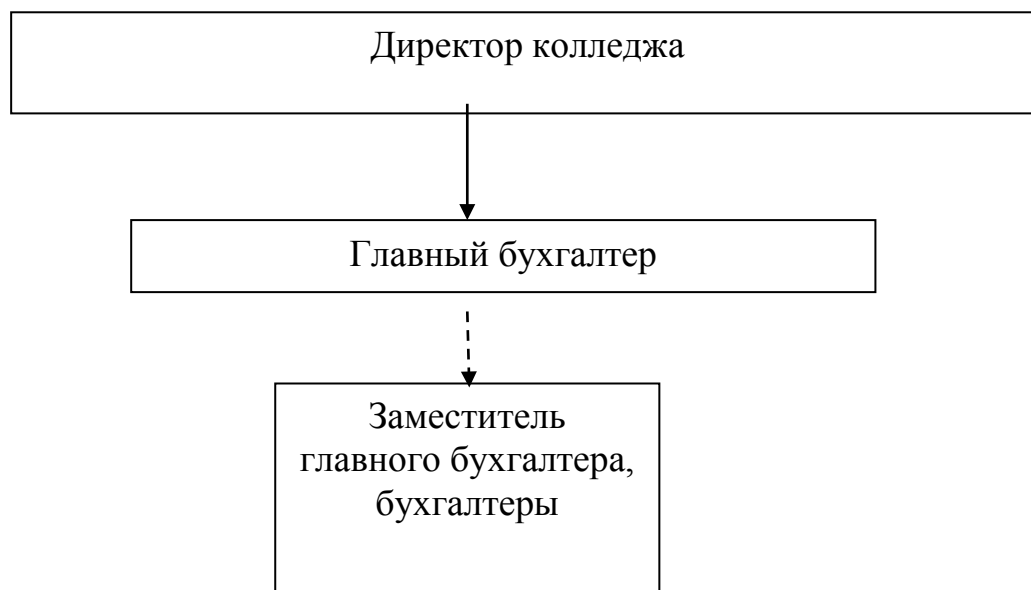 Директор колледжа
Главный бухгалтер
Заместитель
главного бухгалтера,
бухгалтеры